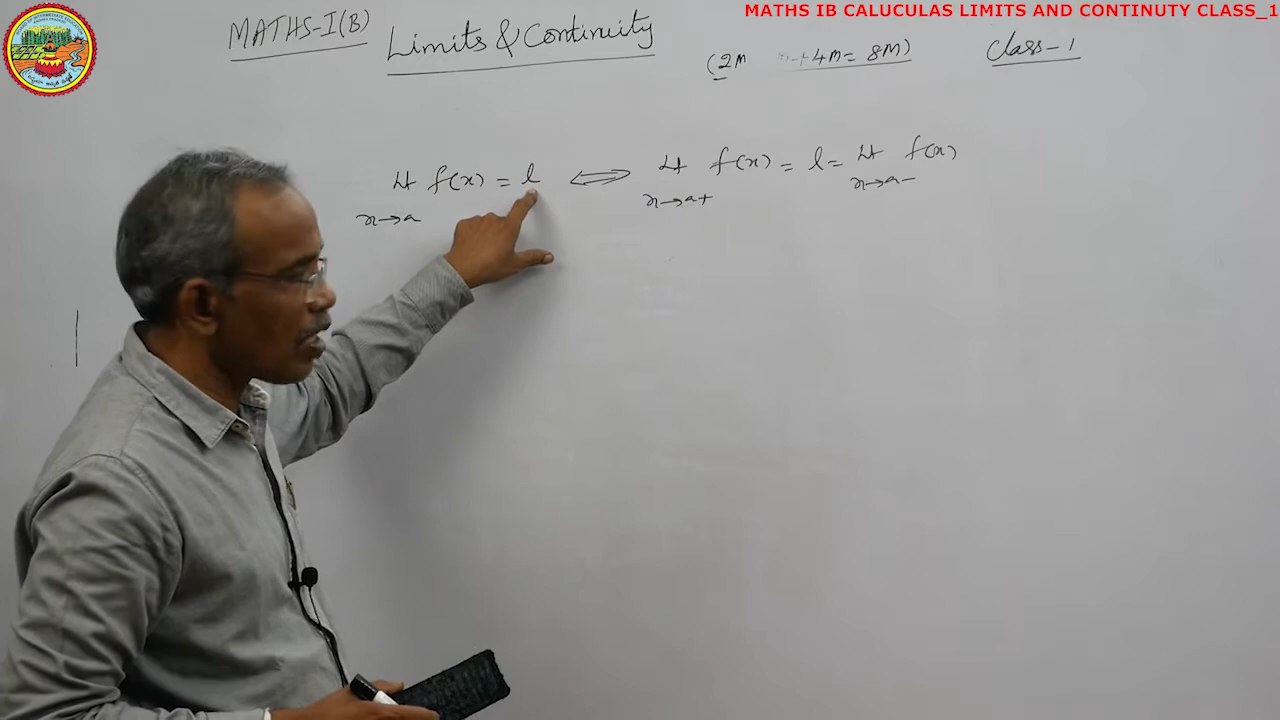 MATHS IB CALUCULAS LIMITS AND CONTINUTY CLASS_1
MATHS-I(B) Limits & Continuity (2M +4M = 8M) Class-1
Lt f(x) = l ⟺ Lt f(x) = l = Lt f(x)
x→a x→a+ x→a-